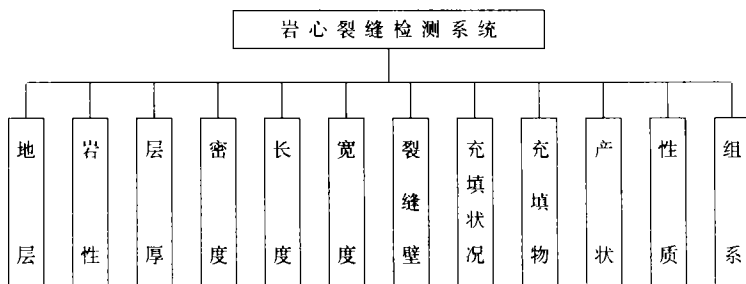 岩心裂缝检测系统
地层
岩性
层厚
密度
长度
宽度
裂缝壁
充填状况
充填物
产状
性质
组系